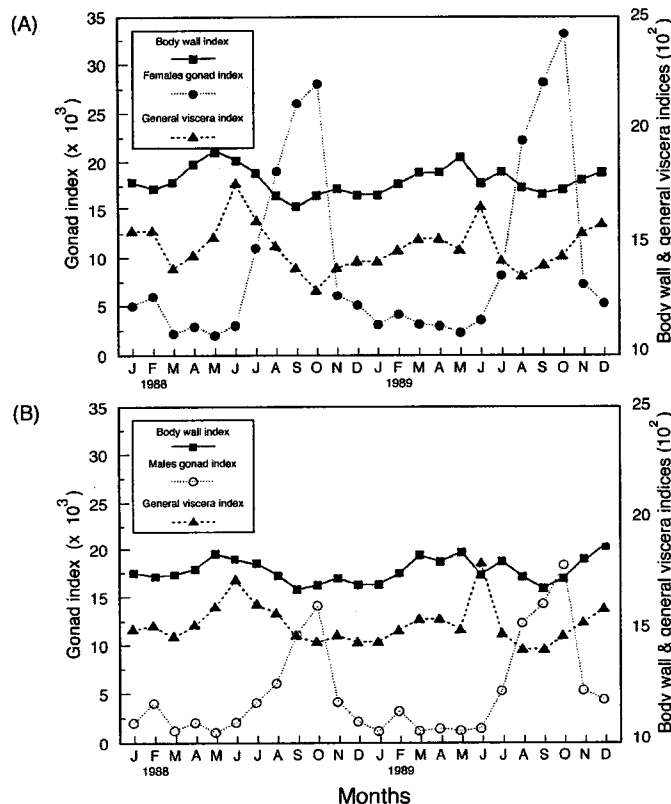 (A)
Body wall index
Females gonad index
General viscera index
Gonad index (x 10³)
35
30
25
20
15
10
5
0
25
20
15
10
Body wall & general viscera indices (10²)
J F M A M J J A S O N D J F M A M J J A S O N D
1988 1989
(B)
Body wall index
Males gonad index
General viscera index
Gonad index (x 10³)
35
30
25
20
15
10
5
0
25
20
15
10
Body wall & general viscera indices (10²)
J F M A M J J A S O N D J F M A M J J A S O N D
1988 1989
Months